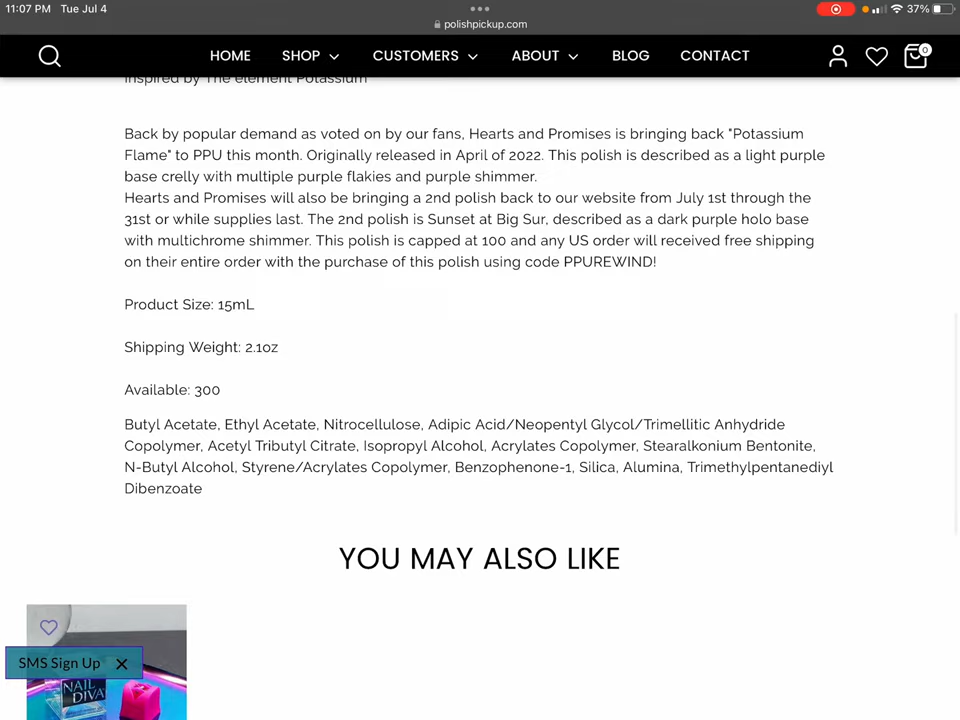 11:07 PM Tue Jul 4
37%
polishpickup.com
HOME SHOP CUSTOMERS ABOUT BLOG CONTACT 0
Inspired by The element Potassium
Back by popular demand as voted on by our fans, Hearts and Promises is bringing back "Potassium
Flame" to PPU this month. Originally released in April of 2022. This polish is described as a light purple
base crelly with multiple purple flakies and purple shimmer.
Hearts and Promises will also be bringing a 2nd polish back to our website from July 1st through the
31st or while supplies last. The 2nd polish is Sunset at Big Sur, described as a dark purple holo base
with multichrome shimmer. This polish is capped at 100 and any US order will received free shipping
on their entire order with the purchase of this polish using code PPUREWIND!
Product Size: 15mL
Shipping Weight: 2.1oz
Available: 300
Butyl Acetate, Ethyl Acetate, Nitrocellulose, Adipic Acid/Neopentyl Glycol/Trimellitic Anhydride
Copolymer, Acetyl Tributyl Citrate, Isopropyl Alcohol, Acrylates Copolymer, Stearalkonium Bentonite,
N-Butyl Alcohol, Styrene/Acrylates Copolymer, Benzophenone-1, Silica, Alumina, Trimethylpentanediyl
Dibenzoate
YOU MAY ALSO LIKE
SMS Sign Up
NAIL
DIVA